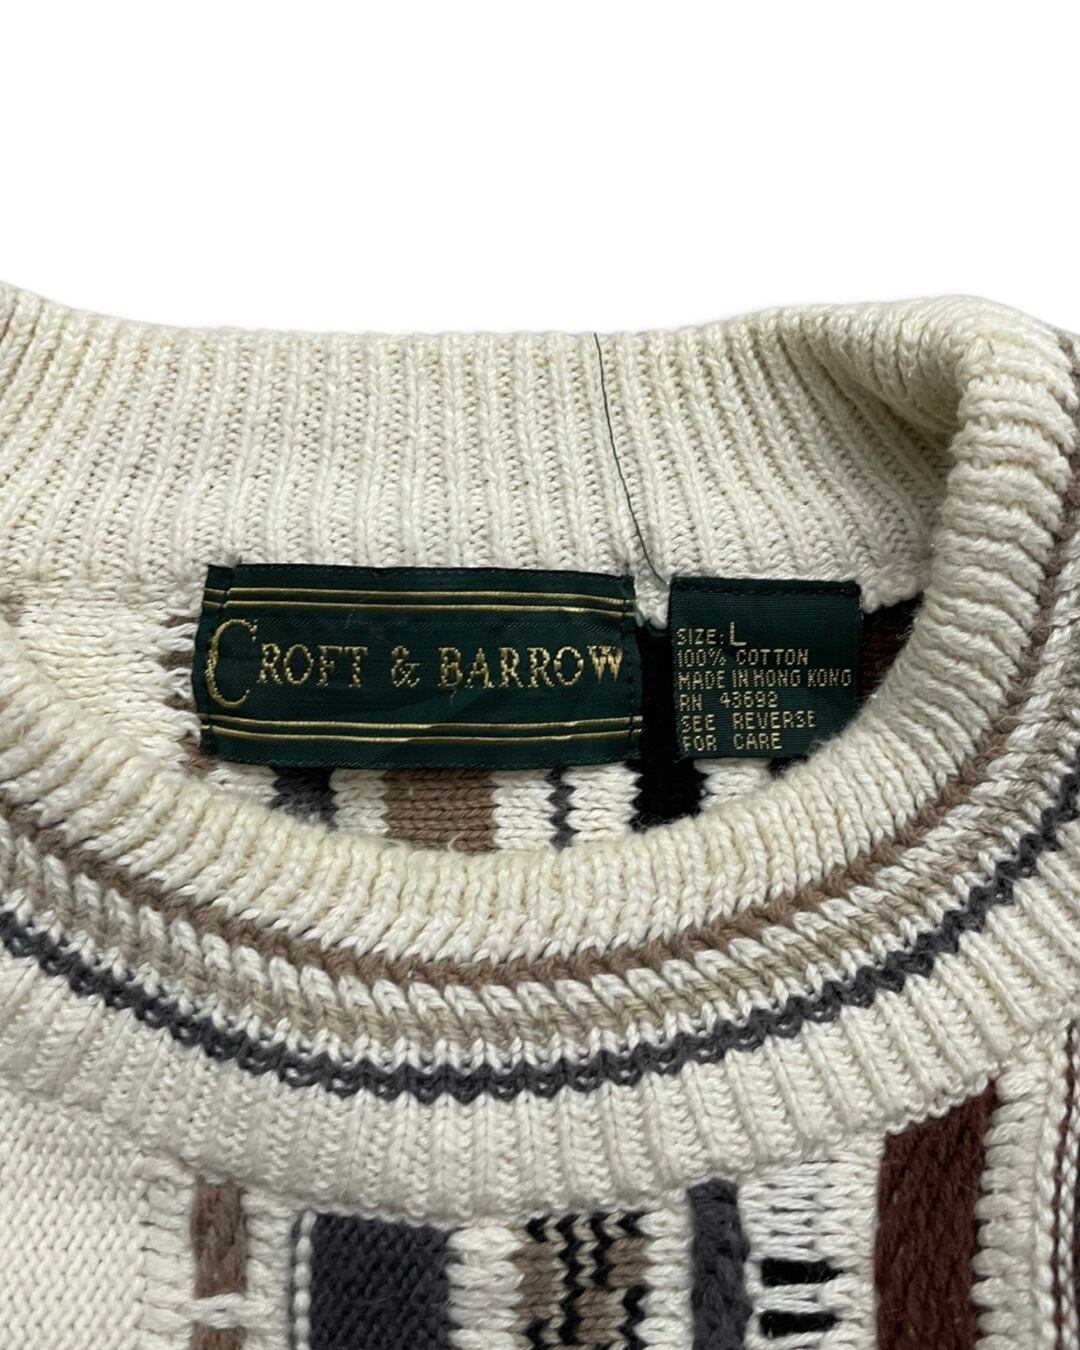 CROFT & BARROW
SIZE: L
100% COTTON
MADE IN HONG KONG
RN 43692
SEE REVERSE
FOR CARE